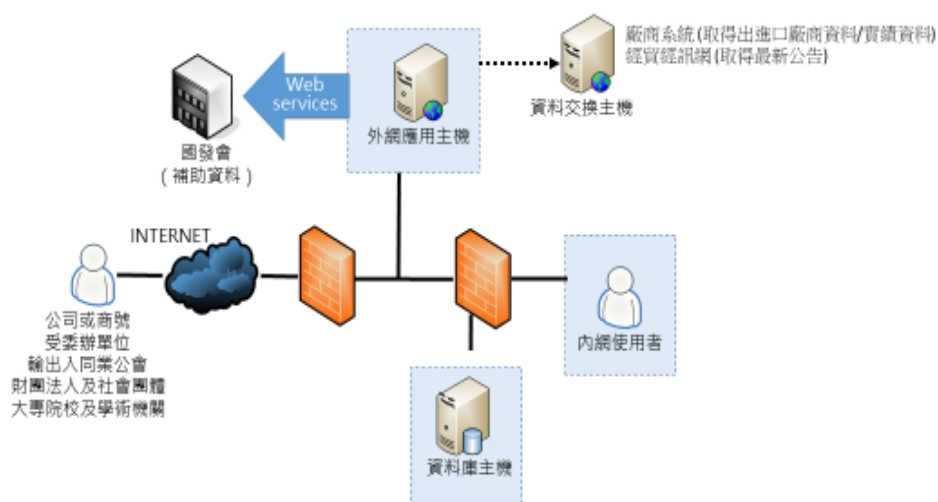 廠商系統(取得出進口廠商資料/實績資料)
經貿經訊網(取得最新公告)
Web
services
資料交換主機
外網應用主機
國發會
(補助資料)
INTERNET
公司或商號
受委辦單位
輸出入同業公會
財團法人及社會團體
大專院校及學術機關
內網使用者
資料庫主機